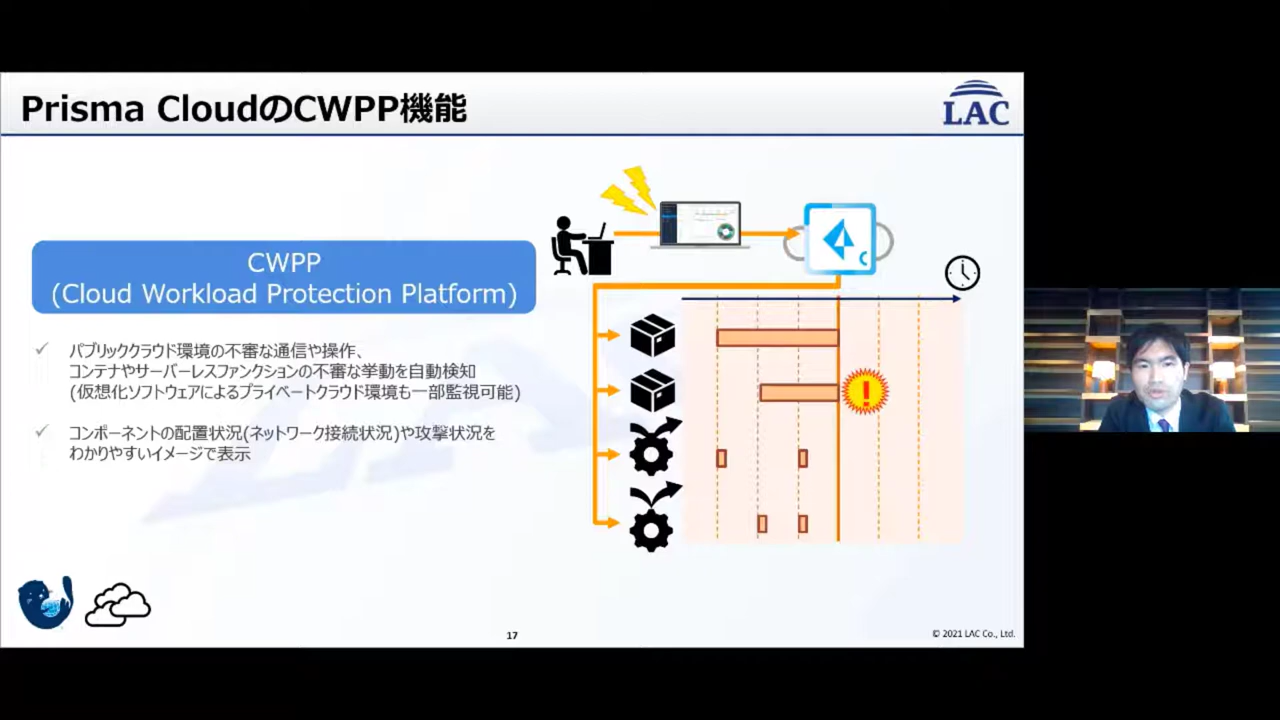 Prisma CloudのCWPP機能
LAC
CWPP
(Cloud Workload Protection Platform)
パブリッククラウド環境の不審な通信や操作、
コンテナやサーバーレスファンクションの不審な挙動を自動検知
(仮想化ソフトウェアによるプライベートクラウド環境も一部監視可能)
コンポーネントの配置状況(ネットワーク接続状況)や攻撃状況を
わかりやすいイメージで表示
C
!
17
© 2021 LAC Co., Ltd.